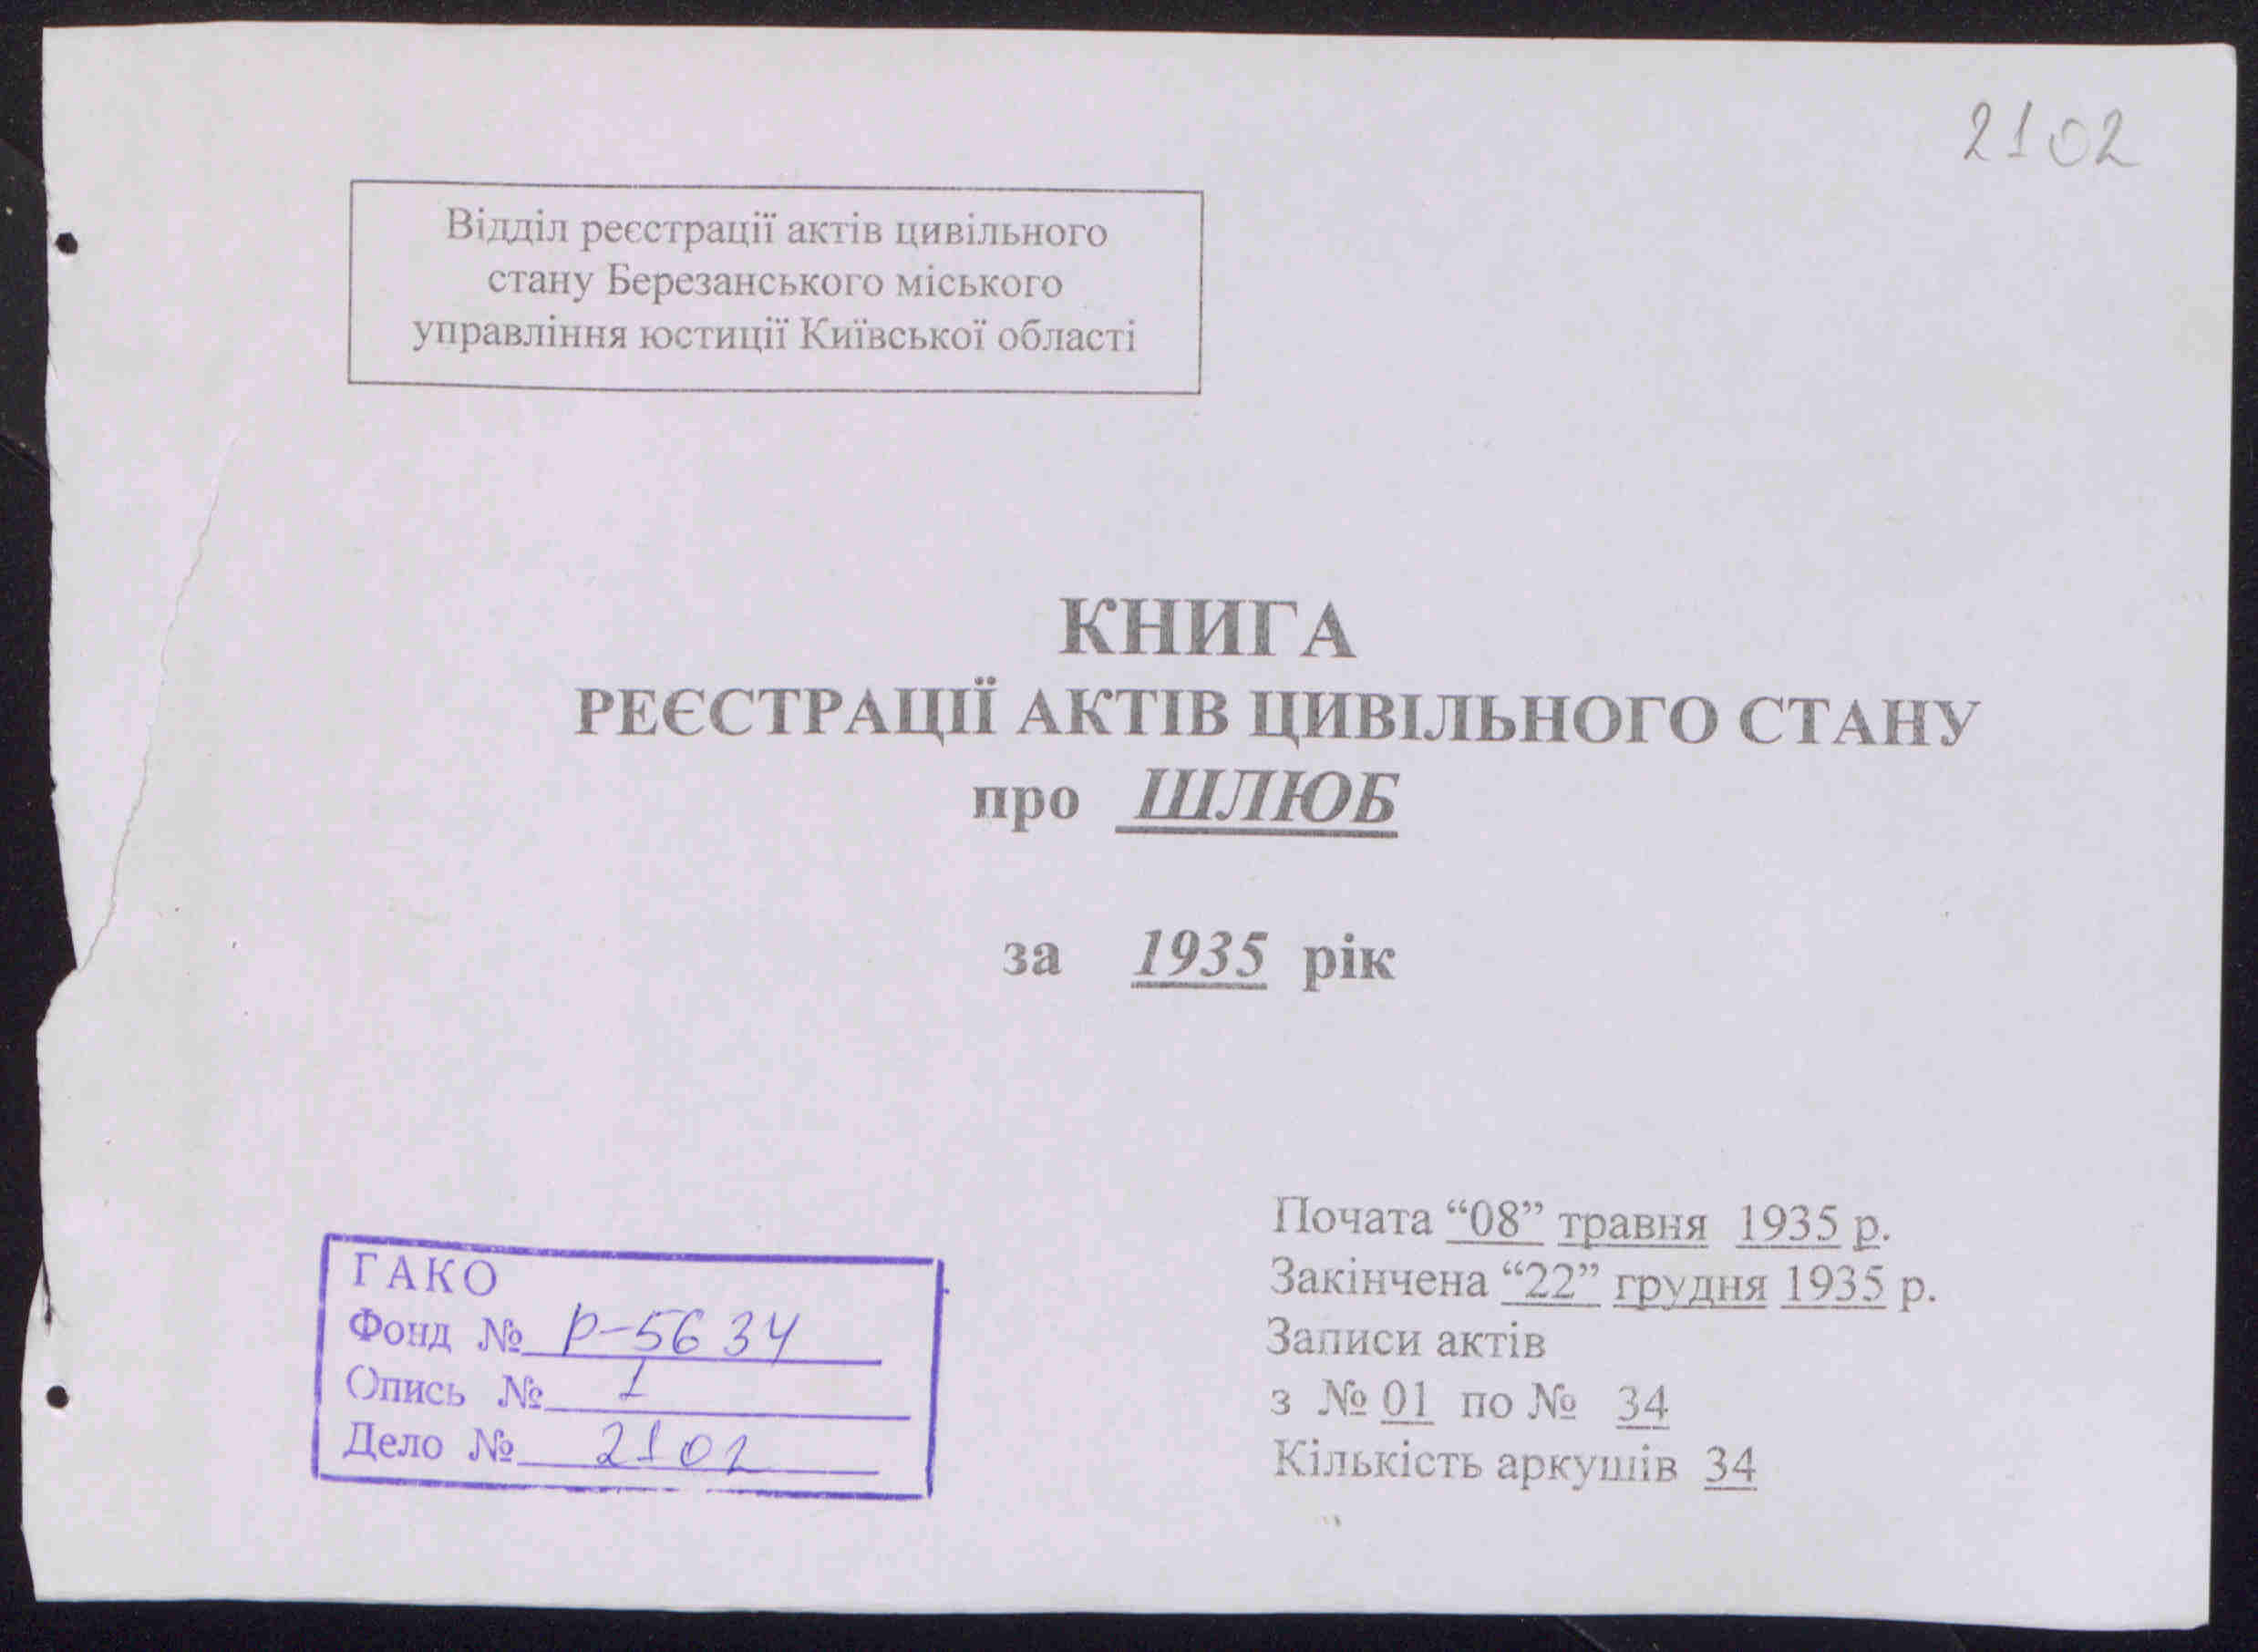 2102
Відділ реєстрації актів цивільного
стану Березанського міського
управління юстиції Київської області
КНИГА
РЕЄСТРАЦІЇ АКТІВ ЦИВІЛЬНОГО СТАНУ
про ШЛЮБ
за 1935 рік
Почата “08” травня 1935 р.
Закінчена “22” грудня 1935 р.
Записи актів
з № 01 по № 34
Кількість аркушів 34
ГАКО
Фонд № Р-5634
Опись № 1
Дело № 2102